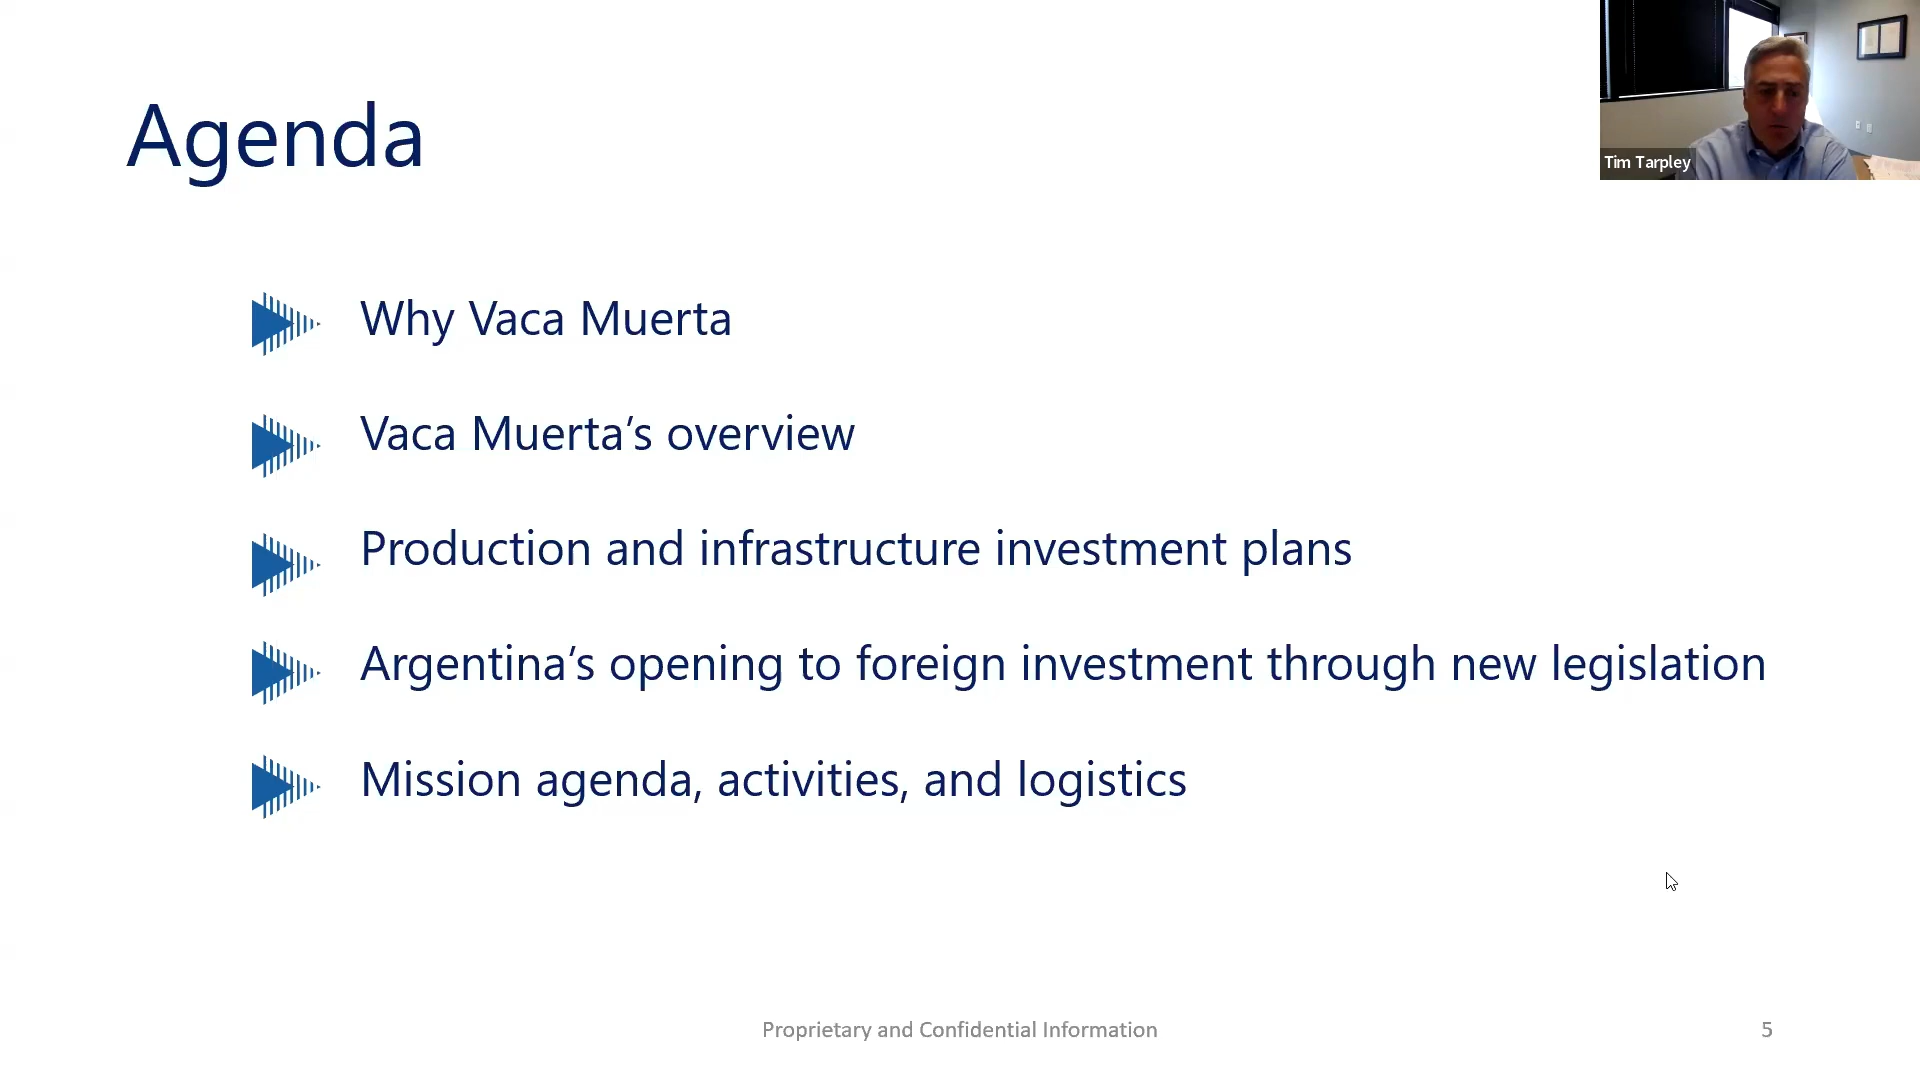 Agenda
Tim Tarpley
Why Vaca Muerta
Vaca Muerta’s overview
Production and infrastructure investment plans
Argentina’s opening to foreign investment through new legislation
Mission agenda, activities, and logistics
Proprietary and Confidential Information
5